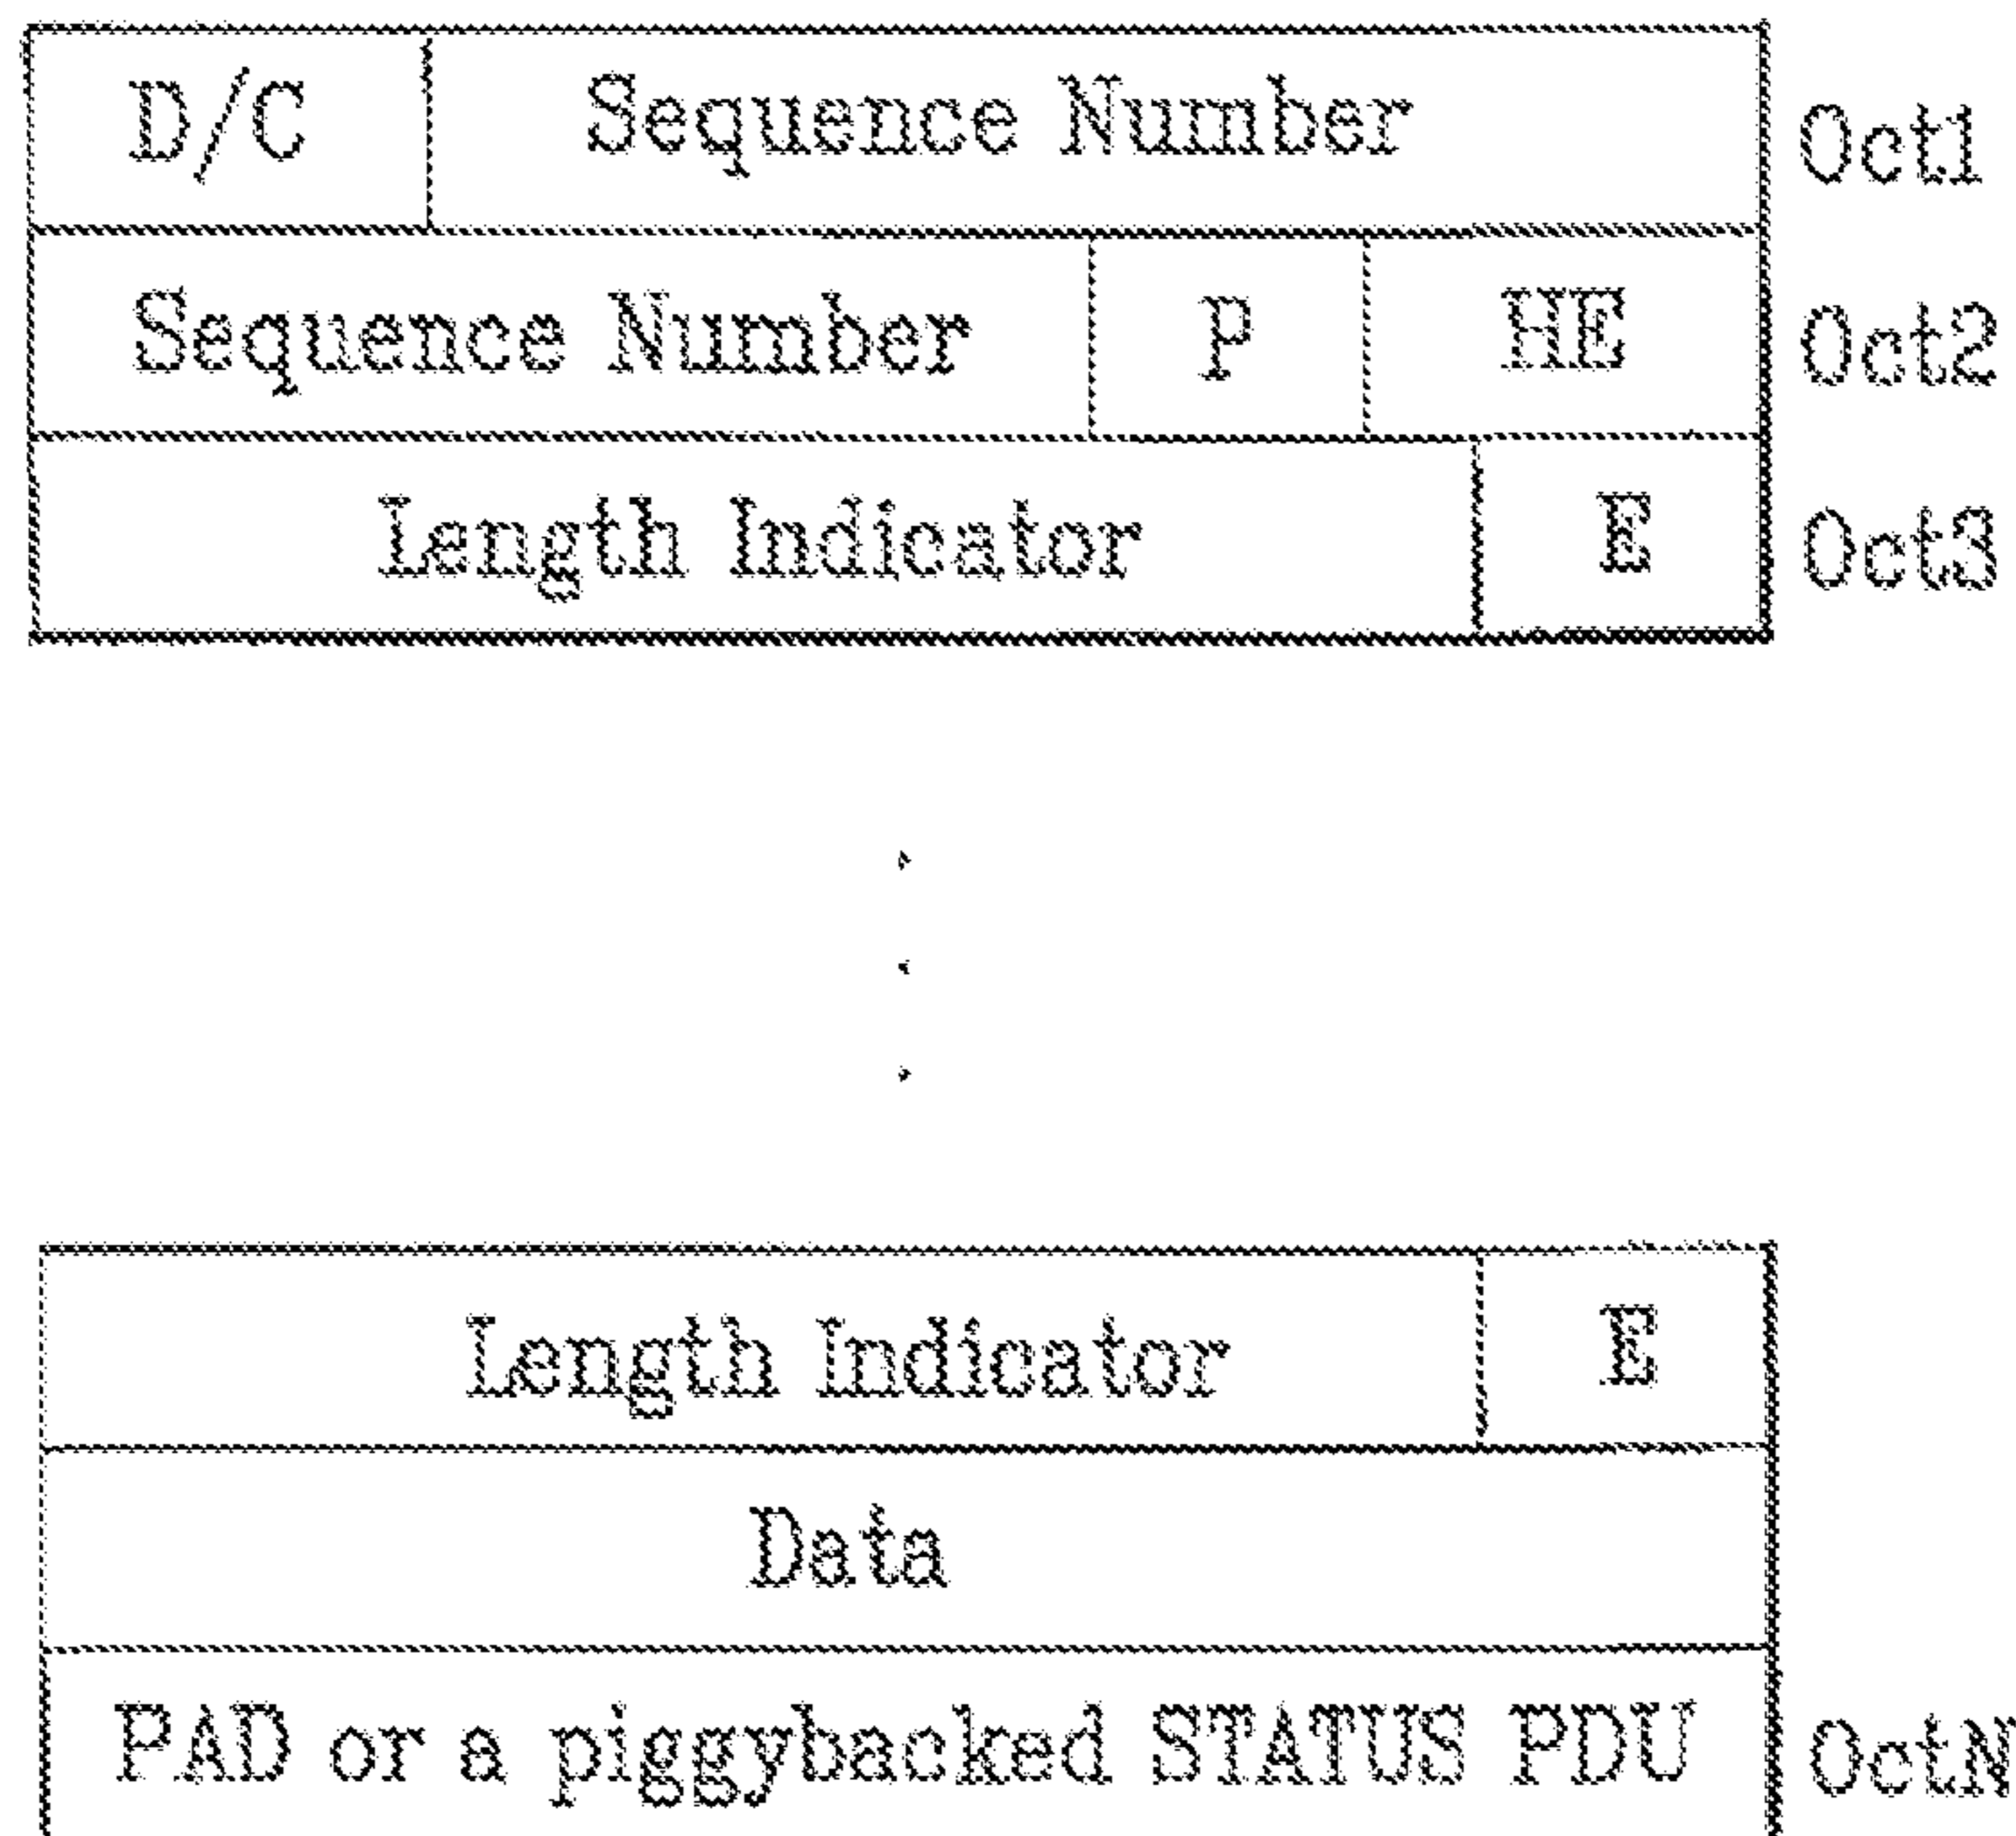 D/C Sequence Number Oct1
Sequence Number P HE Oct2
Length Indicator E Oct3
Length Indicator E
Data
PAD or a piggybacked STATUS PDU OctN